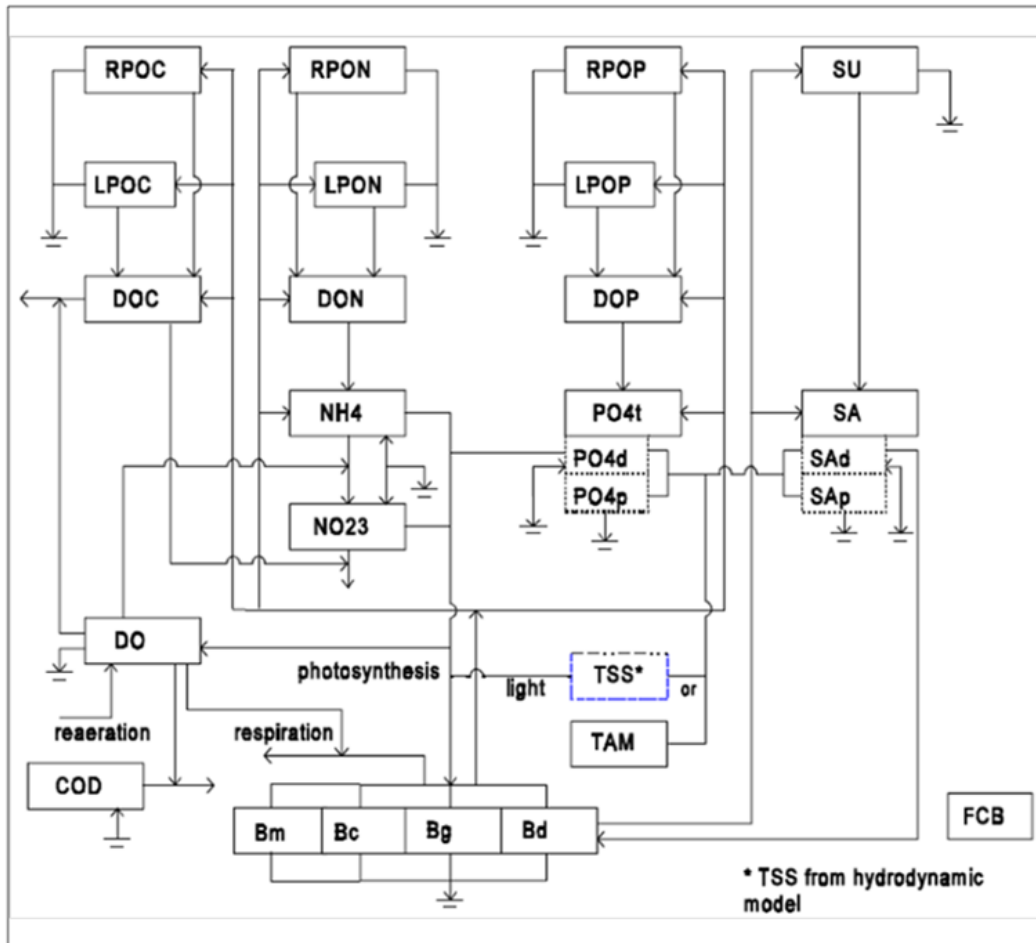 RPOC
RPON
RPOP
SU
LPOC
LPON
LPOP
DOC
DON
DOP
NH4
PO4t
SA
PO4d
SAd
PO4p
SAp
NO23
DO
photosynthesis
light
TSS*
or
reaeration
respiration
TAM
COD
Bm
Bc
Bg
Bd
FCB
* TSS from hydrodynamic
model